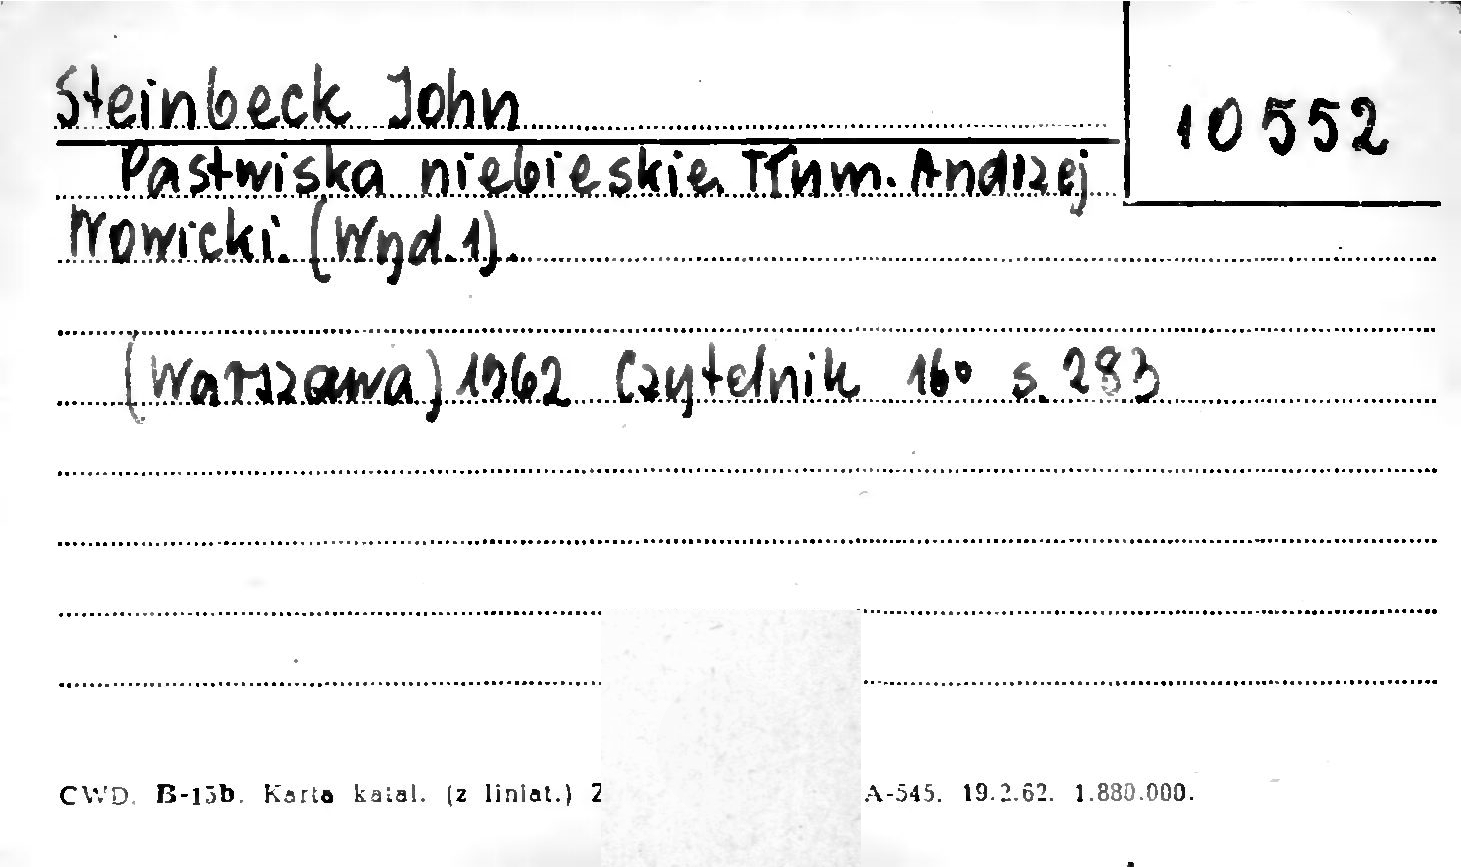 Steinbeck John
10552
Pastwiska niebieskie. Tłum. Andrzej
Nowicki. (Wyd. 1).
(Warszawa) 1962 Czytelnik 16° s. 283
CWD. B-15b. Karta katal. (z liniat.) Z A-545. 19.2.62. 1.880.000.